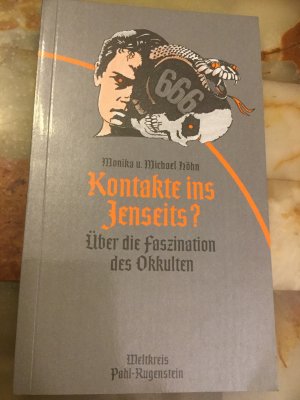 666
Monika u. Michael Höhn
Kontakte ins
Jenseits?
Über die Faszination
des Okkulten
Weltkreis
Pahl-Rugenstein